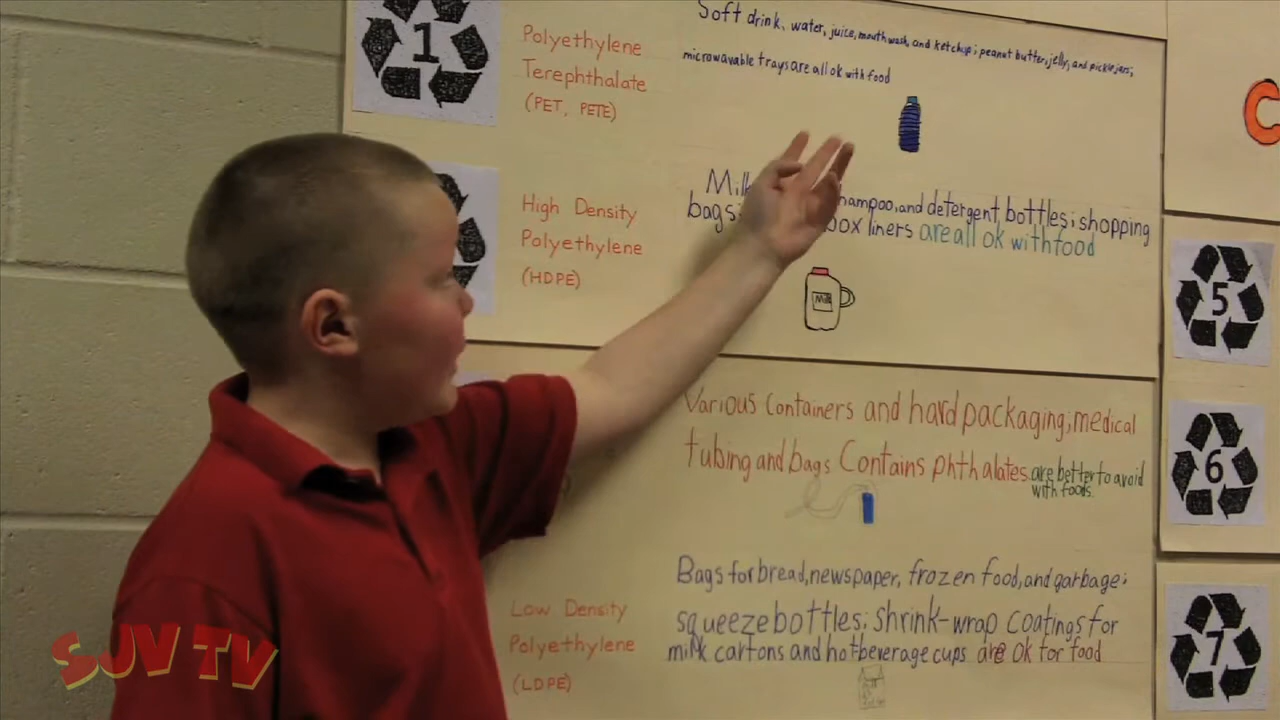 1
Polyethylene
Terephthalate
(PET, PETE)
Soft drink, water, juice, mouthwash, and ketchup; peanut butter, jelly, and pickle jars;
microwavable trays are all ok with food
High Density
Polyethylene
(HDPE)
Milk hampoo, and detergent bottles; shopping
bags box liners are all ok with food
Milk
Various Containers and hard packaging; medical
tubing and bags Contains phthalates are better to avoid
with foods.
Low Density
Polyethylene
(LDPE)
Bags for bread, newspaper, frozen food, and garbage;
squeeze bottles; shrink-wrap coatings for
milk cartons and hot beverage cups are ok for food
C
5
6
7
SJV TV